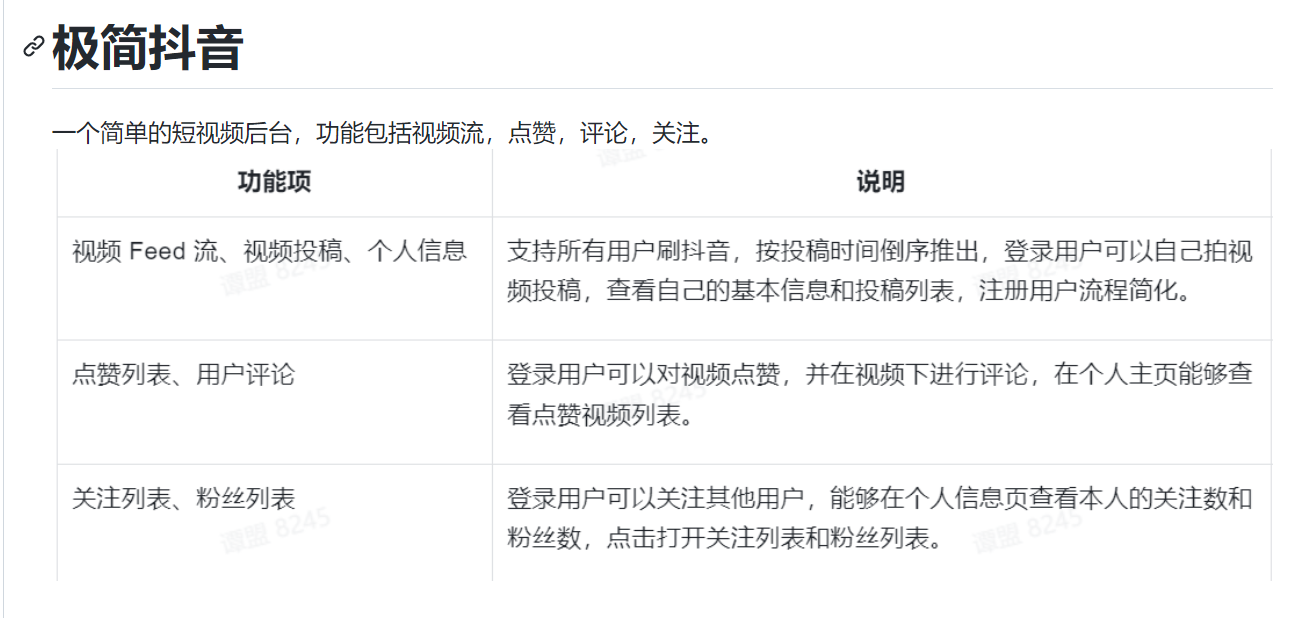 极简抖音
一个简单的短视频后台，功能包括视频流，点赞，评论，关注。
功能项
说明
视频 Feed 流、视频投稿、个人信息
支持所有用户刷抖音，按投稿时间倒序推出，登录用户可以自己拍视
频投稿，查看自己的基本信息和投稿列表，注册用户流程简化。
点赞列表、用户评论
登录用户可以对视频点赞，并在视频下进行评论，在个人主页能够查
看点赞视频列表。
关注列表、粉丝列表
登录用户可以关注其他用户，能够在个人信息页查看本人的关注数和
粉丝数，点击打开关注列表和粉丝列表。
谭盟 8245
谭盟 8245